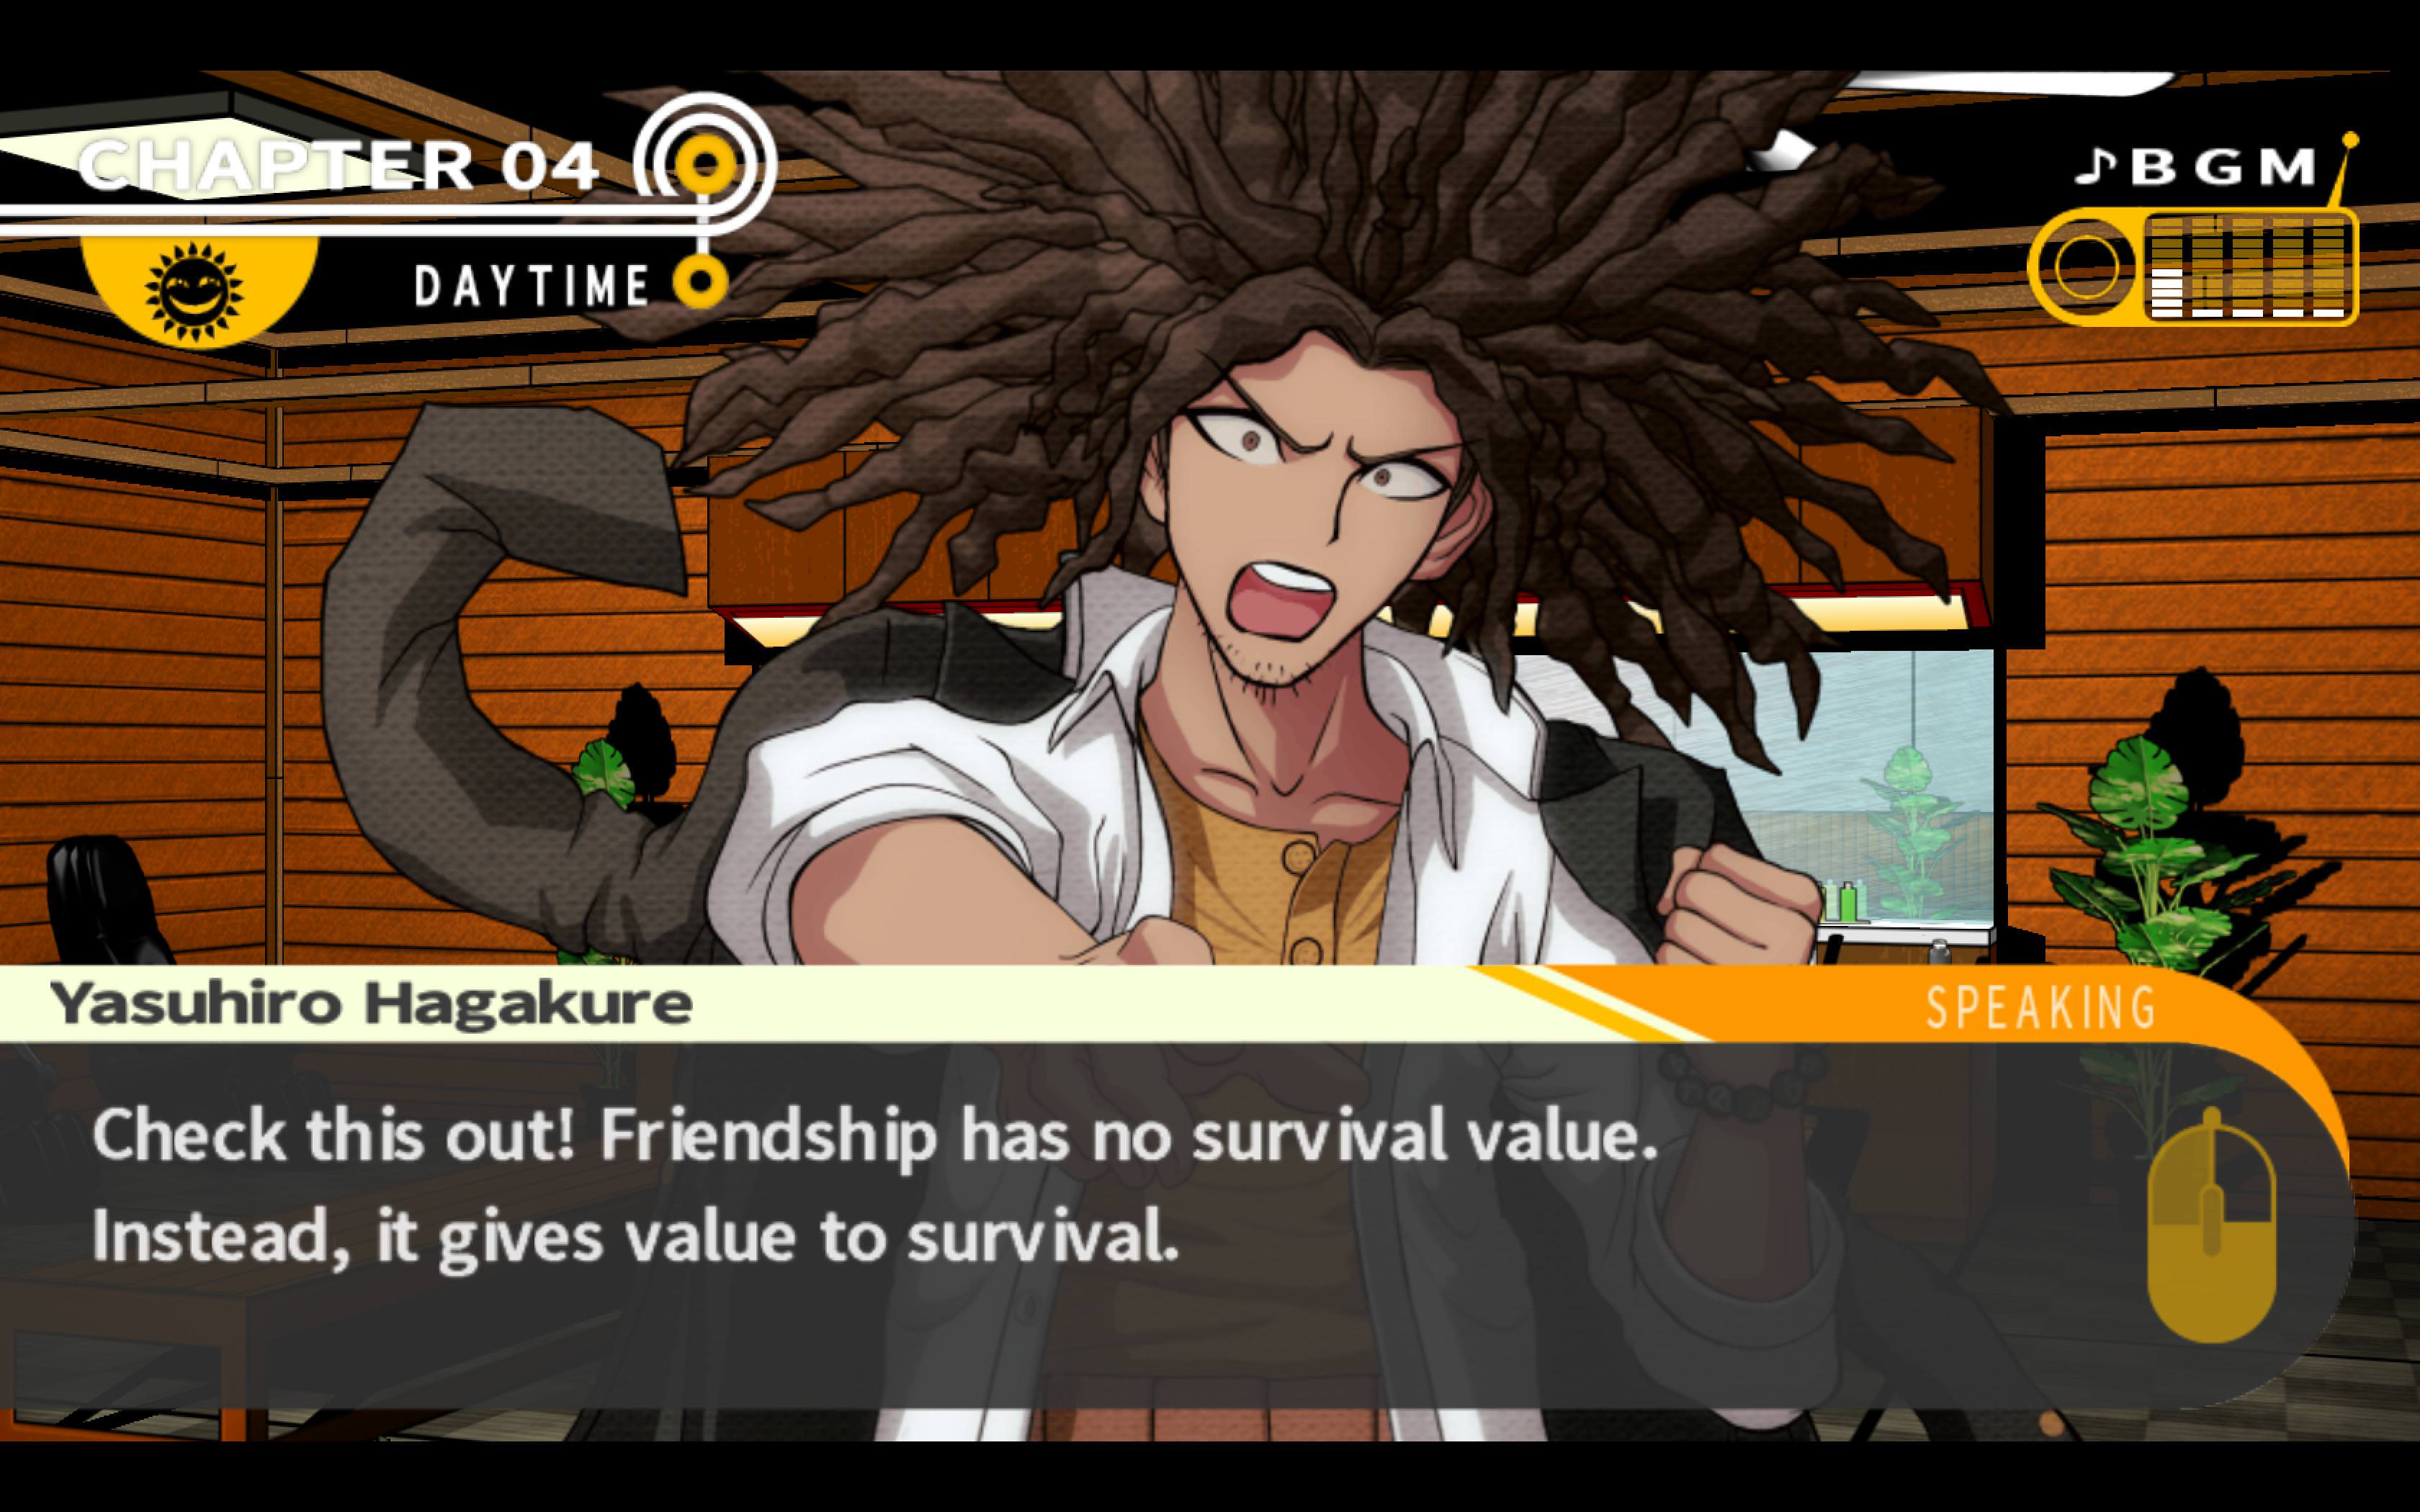 CHAPTER 04
♪BGM
DAYTIME
Yasuhiro Hagakure
SPEAKING
Check this out! Friendship has no survival value.
Instead, it gives value to survival.